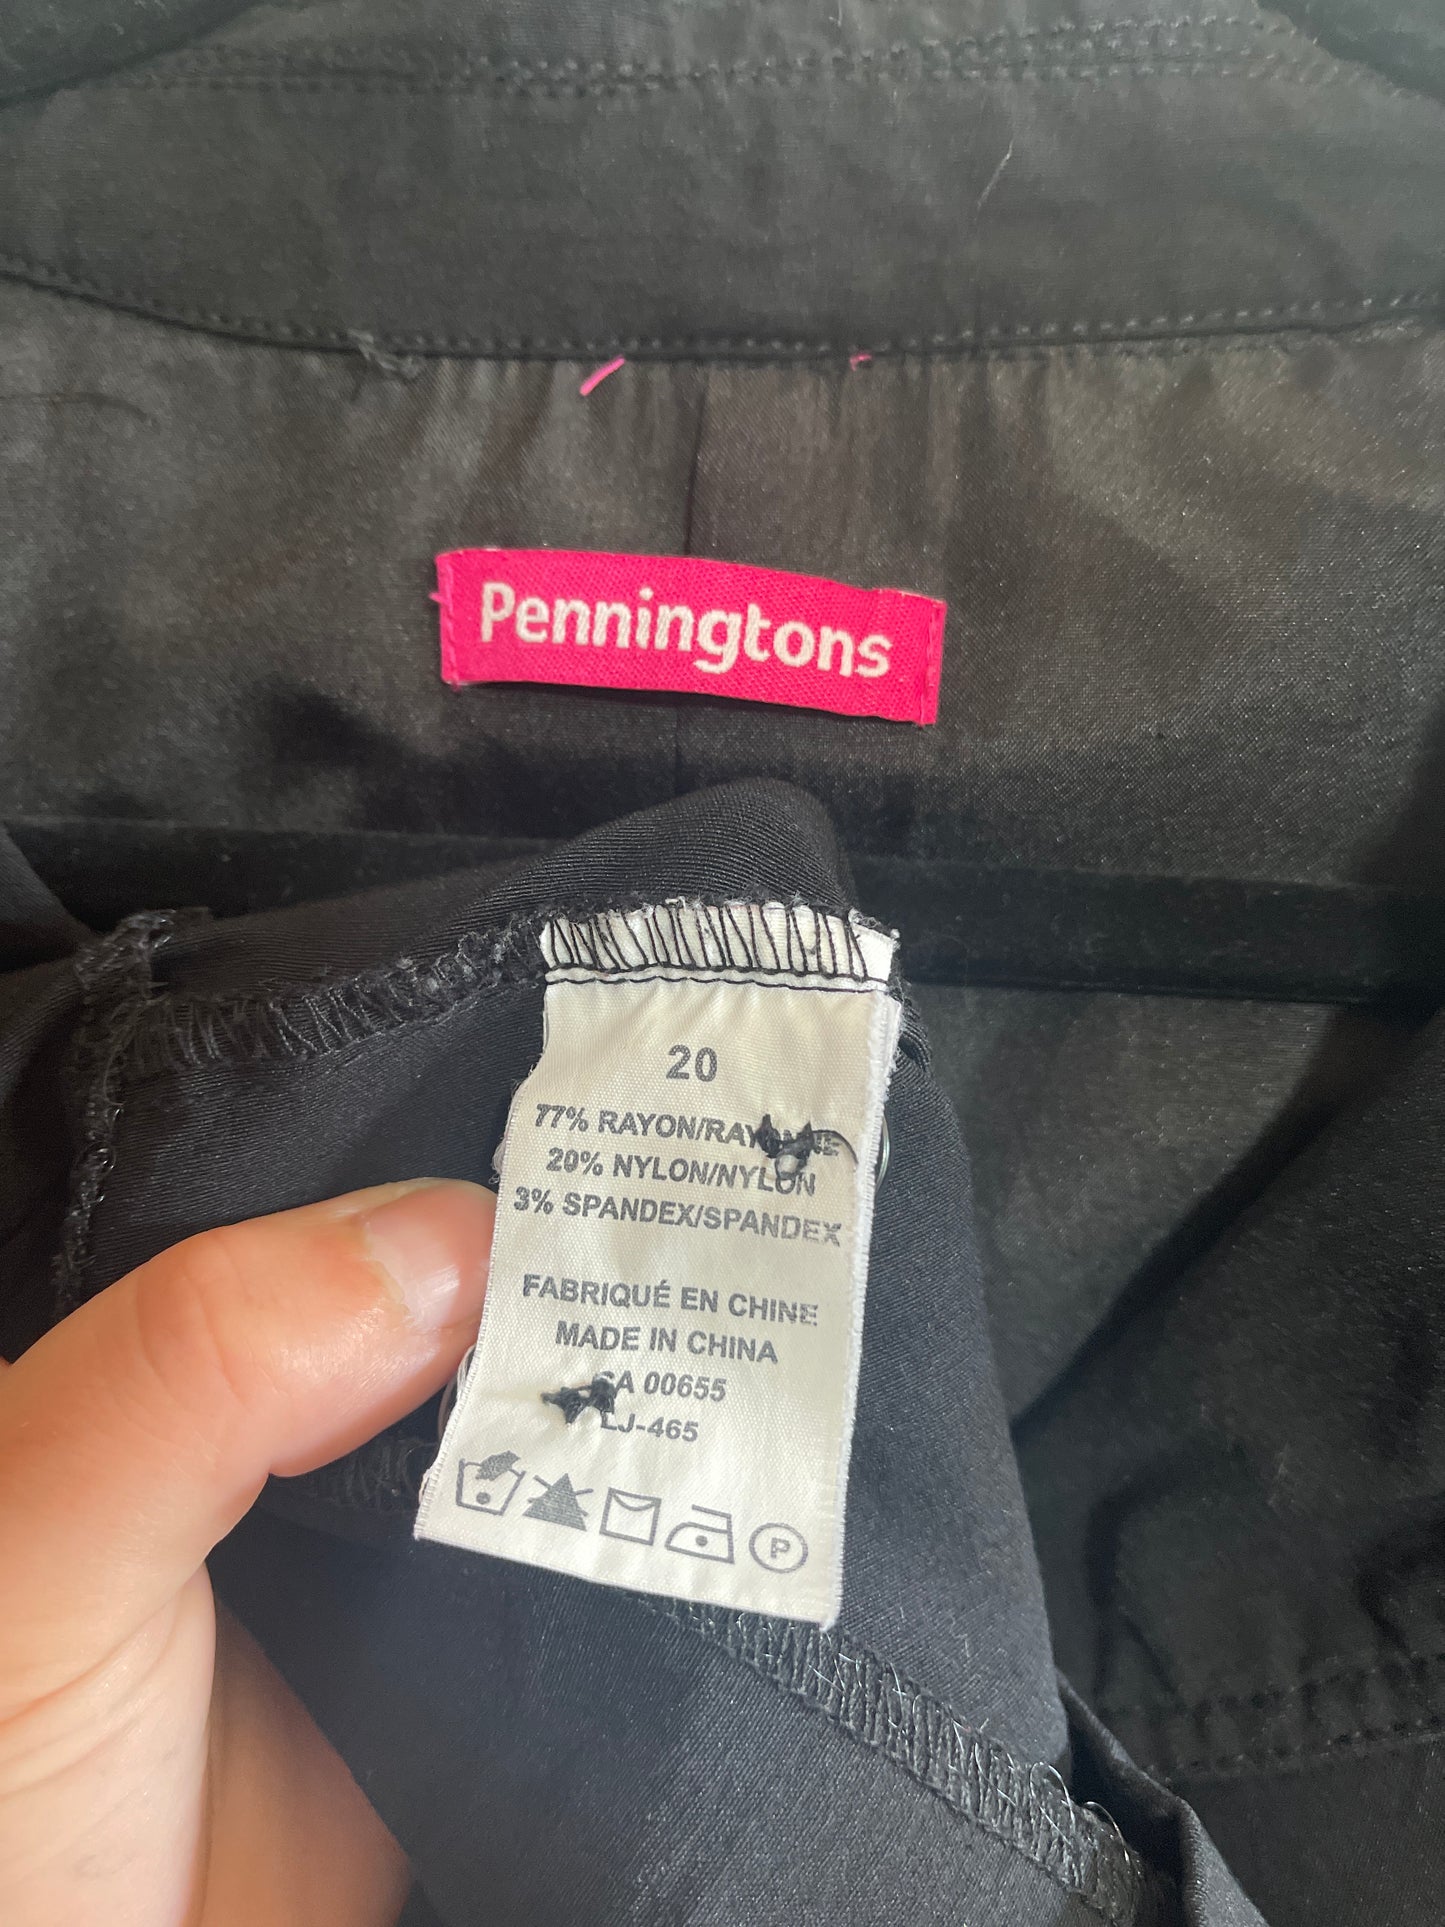 Penningtons
20
77% RAYON/RAYONNE
20% NYLON/NYLON
3% SPANDEX/SPANDEX
FABRIQUÉ EN CHINE
MADE IN CHINA
CA 00655
LJ-465
P